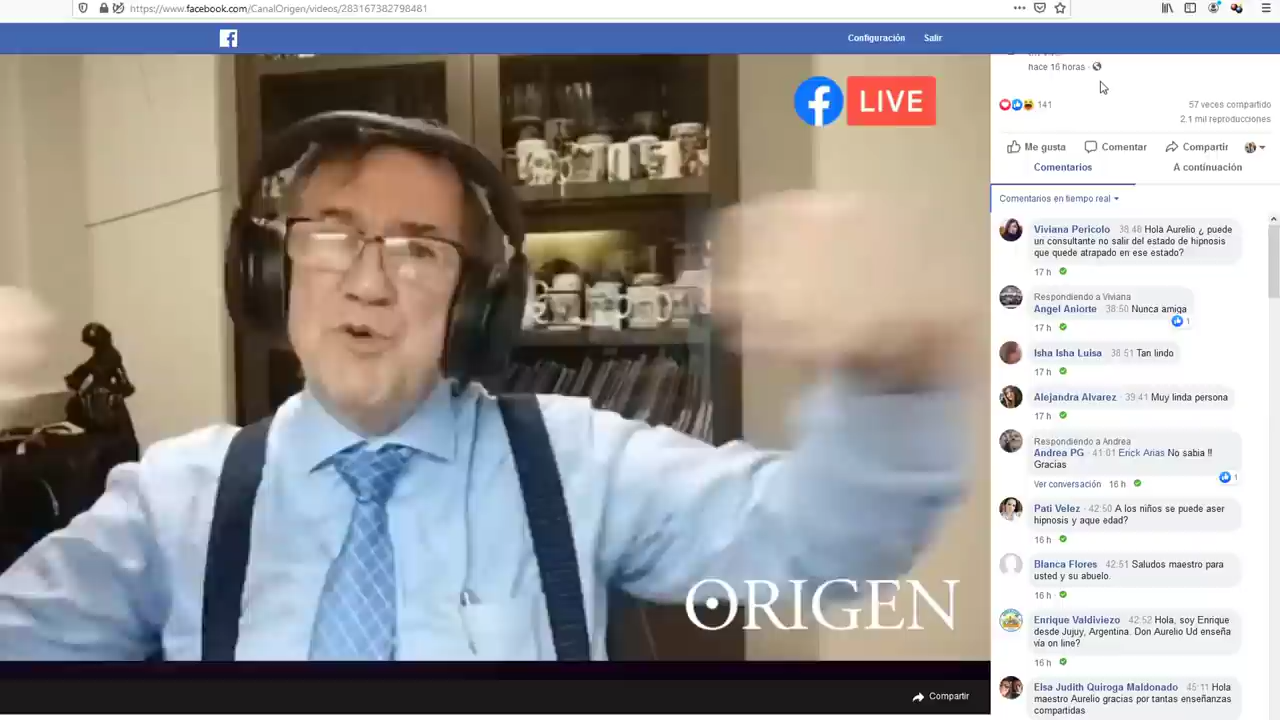 https://www.facebook.com/CanalOrigen/videos/283167382798481
Configuración
Salir
LIVE
ORIGEN
Compartir
hace 16 horas ·
141
57 veces compartido
2.1 mil reproducciones
Me gusta
Comentar
Compartir
Comentarios
A continuación
Comentarios en tiempo real
Viviana Pericolo 38:46 Hola Aurelio ¿ puede
un consultante no salir del estado de hipnosis
que quede atrapado en ese estado?
17 h
Respondiendo a Viviana
Angel Aniorte 38:50 Nunca amiga
1
17 h
Isha Isha Luisa 38:51 Tan lindo
17 h
Alejandra Alvarez 39:41 Muy linda persona
17 h
Respondiendo a Andrea
Andrea PG 41:01 Erick Arias No sabia !!
Gracias
1
Ver conversación 16 h
Pati Velez 42:50 A los niños se puede aser
hipnosis y aque edad?
16 h
Blanca Flores 42:51 Saludos maestro para
usted y su abuelo.
16 h
Enrique Valdiviezo 42:52 Hola, soy Enrique
desde Jujuy, Argentina. Don Aurelio Ud enseña
vía on line?
16 h
Elsa Judith Quiroga Maldonado 45:11 Hola
maestro Aurelio gracias por tantas enseñanzas
compartidas